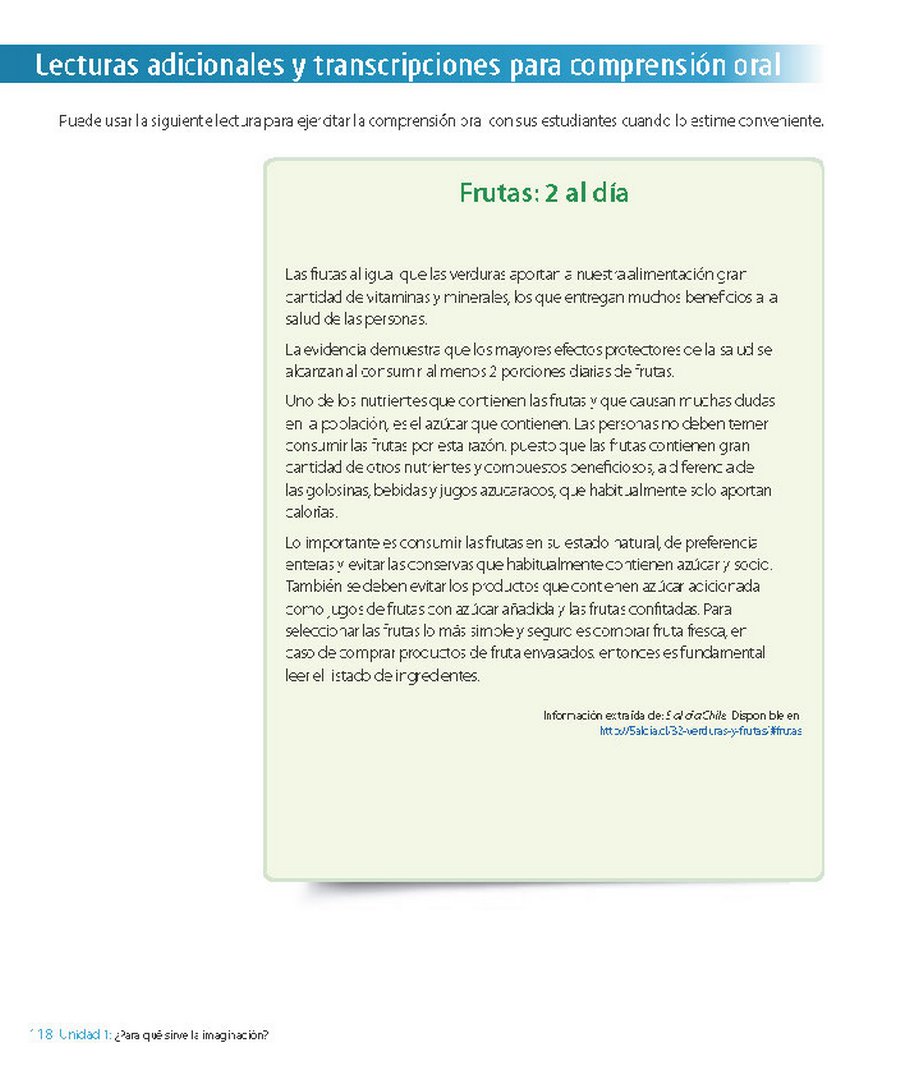 Lecturas adicionales y transcripciones para comprensión oral
Puede usar la siguiente lectura para ejercitar la comprensión oral con sus estudiantes cuando lo estime conveniente.
Frutas: 2 al día
Las frutas al igual que las verduras aportan a nuestra alimentación gran
cantidad de vitaminas y minerales, los que entregan muchos beneficios a la
salud de las personas.
La evidencia demuestra que los mayores efectos protectores de la salud se
alcanzan al consumir al menos 2 porciones diarias de frutas.
Uno de los nutrientes que contienen las frutas y que causan muchas dudas
en la población, es el azúcar que contienen. Las personas no deben temer
consumir las frutas por esta razón, puesto que las frutas contienen gran
cantidad de otros nutrientes y compuestos beneficiosos, a diferencia de
las golosinas, bebidas y jugos azucarados, que habitualmente solo aportan
calorías.
Lo importante es consumir las frutas en su estado natural, de preferencia
enteras y evitar las conservas que habitualmente contienen azúcar y sodio.
También se deben evitar los productos que contienen azúcar adicionada
como jugos de frutas con azúcar añadida y las frutas confitadas. Para
seleccionar las frutas lo más simple y seguro es comprar fruta fresca, en
caso de comprar productos de fruta envasados, entonces es fundamental
leer el listado de ingredientes.
Información extraída de: 5 al día Chile. Disponible en
http://5aldia.cl/32-verduras-y-frutas/#frutas
118 Unidad 1: ¿Para qué sirve la imaginación?